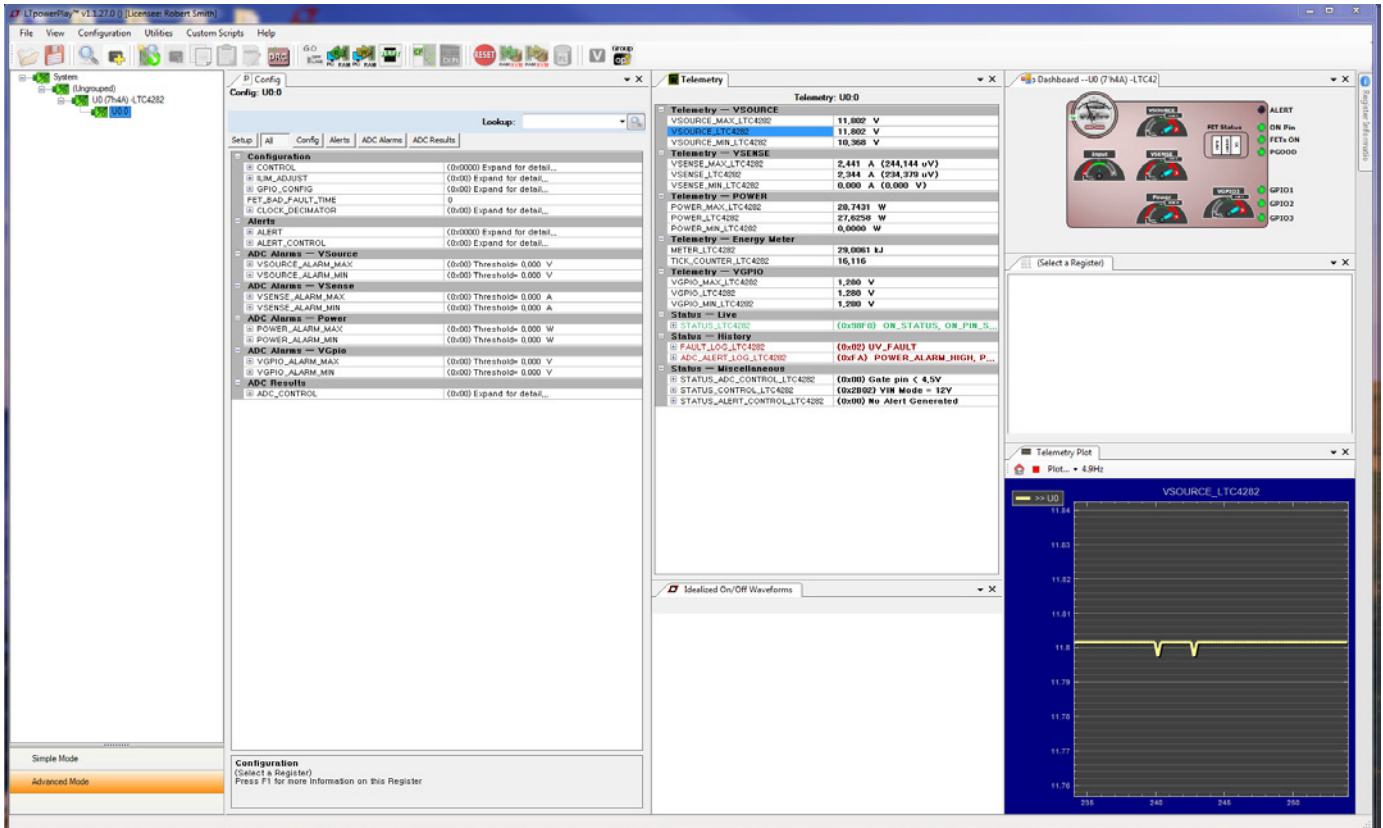 LTpowerPlay™ v1.1.27.0 () [Licensee: Robert Smith]
File View Configuration Utilities Custom Scripts Help
GO
PC RAM PC RAM
RESET
V
GROUP
op
System
(Ungrouped)
U0 (7'h4A) -LTC4282
U0:0
Simple Mode
Advanced Mode
Config
Config: U0:0
Lookup:
Setup All Config Alerts ADC Alarms ADC Results
Configuration
CONTROL (0x0000) Expand for detail...
ILIM_ADJUST (0x00) Expand for detail...
GPIO_CONFIG (0x00) Expand for detail...
FET_BAD_FAULT_TIME 0
CLOCK_DECIMATOR (0x00) Expand for detail...
Alerts
ALERT (0x0000) Expand for detail...
ALERT_CONTROL (0x00) Expand for detail...
ADC Alarms — VSource
VSOURCE_ALARM_MAX (0x00) Threshold= 0,000 V
VSOURCE_ALARM_MIN (0x00) Threshold= 0,000 V
ADC Alarms — VSense
VSENSE_ALARM_MAX (0x00) Threshold= 0,000 A
VSENSE_ALARM_MIN (0x00) Threshold= 0,000 A
ADC Alarms — Power
POWER_ALARM_MAX (0x00) Threshold= 0,000 W
POWER_ALARM_MIN (0x00) Threshold= 0,000 W
ADC Alarms — VGpio
VGPIO_ALARM_MAX (0x00) Threshold= 0,000 V
VGPIO_ALARM_MIN (0x00) Threshold= 0,000 V
ADC Results
ADC_CONTROL (0x00) Expand for detail...
Configuration
(Select a Register)
Press F1 for more Information on this Register
Telemetry
Telemetry: U0:0
Telemetry — VSOURCE
VSOURCE_MAX_LTC4282 11,802 V
VSOURCE_LTC4282 11,802 V
VSOURCE_MIN_LTC4282 10,368 V
Telemetry — VSENSE
VSENSE_MAX_LTC4282 2,441 A (244,144 uV)
VSENSE_LTC4282 2,344 A (234,379 uV)
VSENSE_MIN_LTC4282 0,000 A (0,000 V)
Telemetry — POWER
POWER_MAX_LTC4282 28,7431 W
POWER_LTC4282 27,6258 W
POWER_MIN_LTC4282 0,0000 W
Telemetry — Energy Meter
METER_LTC4282 29,0061 kJ
TICK_COUNTER_LTC4282 16,116
Telemetry — VGPIO
VGPIO_MAX_LTC4282 1,280 V
VGPIO_LTC4282 1,280 V
VGPIO_MIN_LTC4282 1,280 V
Status — Live
STATUS_LTC4282 (0x98F0) ON_STATUS, ON_PIN_S...
Status — History
FAULT_LOG_LTC4282 (0x02) UV_FAULT
ADC_ALERT_LOG_LTC4282 (0xFA) POWER_ALARM_HIGH, P...
Status — Miscellaneous
STATUS_ADC_CONTROL_LTC4282 (0x00) Gate pin < 4,5V
STATUS_CONTROL_LTC4282 (0x2B02) VIN Mode = 12V
STATUS_ALERT_CONTROL_LTC4282 (0x00) No Alert Generated
Idealized On/Off Waveforms
Dashboard --U0 (7'h4A) -LTC42
VSOURCE
FET Status
ALERT
ON Pin
FETs ON
PGOOD
Input
VSENSE
Power
VGPIO3
GPIO1
GPIO2
GPIO3
(Select a Register)
Telemetry Plot
Plot... 4.9Hz
>> U0
VSOURCE_LTC4282
11.84
11.83
11.82
11.81
11.8
11.79
11.78
11.77
11.76
235 240 245 250